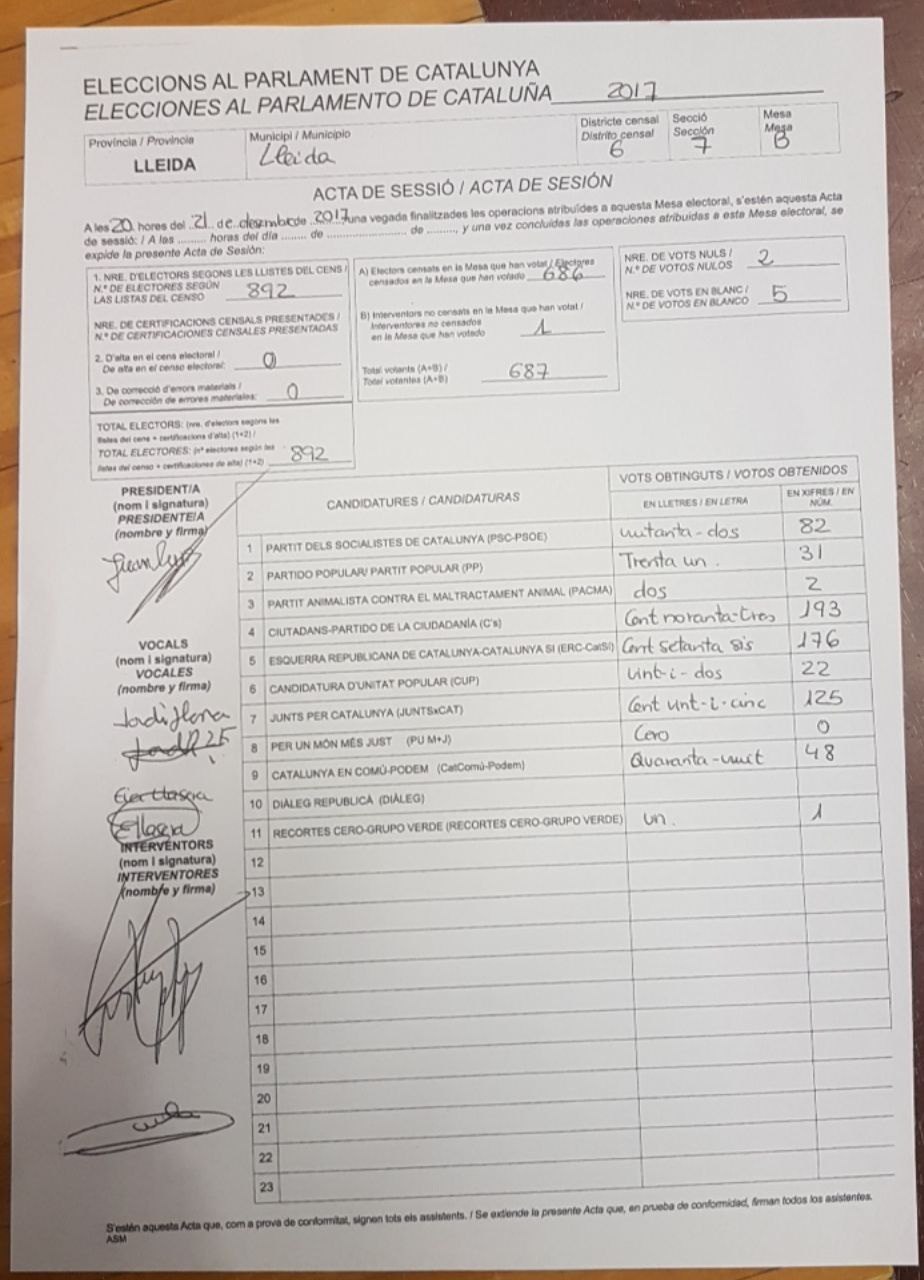 ELECCIONS AL PARLAMENT DE CATALUNYA
ELECCIONES AL PARLAMENTO DE CATALUÑA 2017
Província / Provincia
LLEIDA
Municipi / Municipio
Lleida
Districte censal
Distrito censal
6
Secció
Sección
7
Mesa
Mesa
B
ACTA DE SESSIÓ / ACTA DE SESIÓN
A les 20 hores del 21 de desembre de 2017, una vegada finalitzades les operacions atribuïdes a aquesta Mesa electoral, s'estén aquesta Acta
de sessió: / A las ......... horas del día ........ de ........................ de ........., y una vez concluidas las operaciones atribuidas a esta Mesa electoral, se
expide la presente Acta de Sesión:
1. NRE. D'ELECTORS SEGONS LES LLISTES DEL CENS /
N.º DE ELECTORES SEGÚN
LAS LISTAS DEL CENSO 892
NRE. DE CERTIFICACIONS CENSALS PRESENTADES /
N.º DE CERTIFICACIONES CENSALES PRESENTADAS
2. D'alta en el cens electoral /
De alta en el censo electoral: 0
3. De correcció d'errors materials /
De corrección de errores materiales: 0
TOTAL ELECTORS: (nre. d'electors segons les
llistes del cens + certificacions d'alta) (1+2) /
TOTAL ELECTORES: (nº electores según las
listas del censo + certificaciones de alta) (1+2) 892
A) Electors censats en la Mesa que han votat / Electores
censados en la Mesa que han votado 686
B) Interventors no censats en la Mesa que han votat /
Interventores no censados
en la Mesa que han votado 1
Total votants (A+B) /
Total votantes (A+B) 687
NRE. DE VOTS NULS /
N.º DE VOTOS NULOS 2
NRE. DE VOTS EN BLANC /
N.º DE VOTOS EN BLANCO 5
PRESIDENT/A
(nom i signatura)
PRESIDENTE/A
(nombre y firma)
VOCALS
(nom i signatura)
VOCALES
(nombre y firma)
INTERVENTORS
(nom i signatura)
INTERVENTORES
(nombre y firma)
CANDIDATURES / CANDIDATURAS
VOTS OBTINGUTS / VOTOS OBTENIDOS
EN LLETRES / EN LETRA
EN XIFRES / EN NÚM.
1 PARTIT DELS SOCIALISTES DE CATALUNYA (PSC-PSOE) vuitanta-dos 82
2 PARTIDO POPULAR/ PARTIT POPULAR (PP) Trenta un. 31
3 PARTIT ANIMALISTA CONTRA EL MALTRACTAMENT ANIMAL (PACMA) dos 2
4 CIUTADANS-PARTIDO DE LA CIUDADANÍA (C's) Cent noranta-tres 193
5 ESQUERRA REPUBLICANA DE CATALUNYA-CATALUNYA SÍ (ERC-CatSí) Cent setanta sis 176
6 CANDIDATURA D'UNITAT POPULAR (CUP) vint-i-dos 22
7 JUNTS PER CATALUNYA (JUNTSxCAT) Cent vint-i-cinc 125
8 PER UN MÓN MÉS JUST (PU M+J) Cero 0
9 CATALUNYA EN COMÚ-PODEM (CatComú-Podem) Quaranta-vuit 48
10 DIÀLEG REPUBLICÀ (DIÀLEG)
11 RECORTES CERO-GRUPO VERDE (RECORTES CERO-GRUPO VERDE) un. 1
12
13
14
15
16
17
18
19
20
21
22
23
S'estén aquesta Acta que, com a prova de conformitat, signen tots els assistents. / Se extiende la presente Acta que, en prueba de conformidad, firman todos los asistentes.
ASM